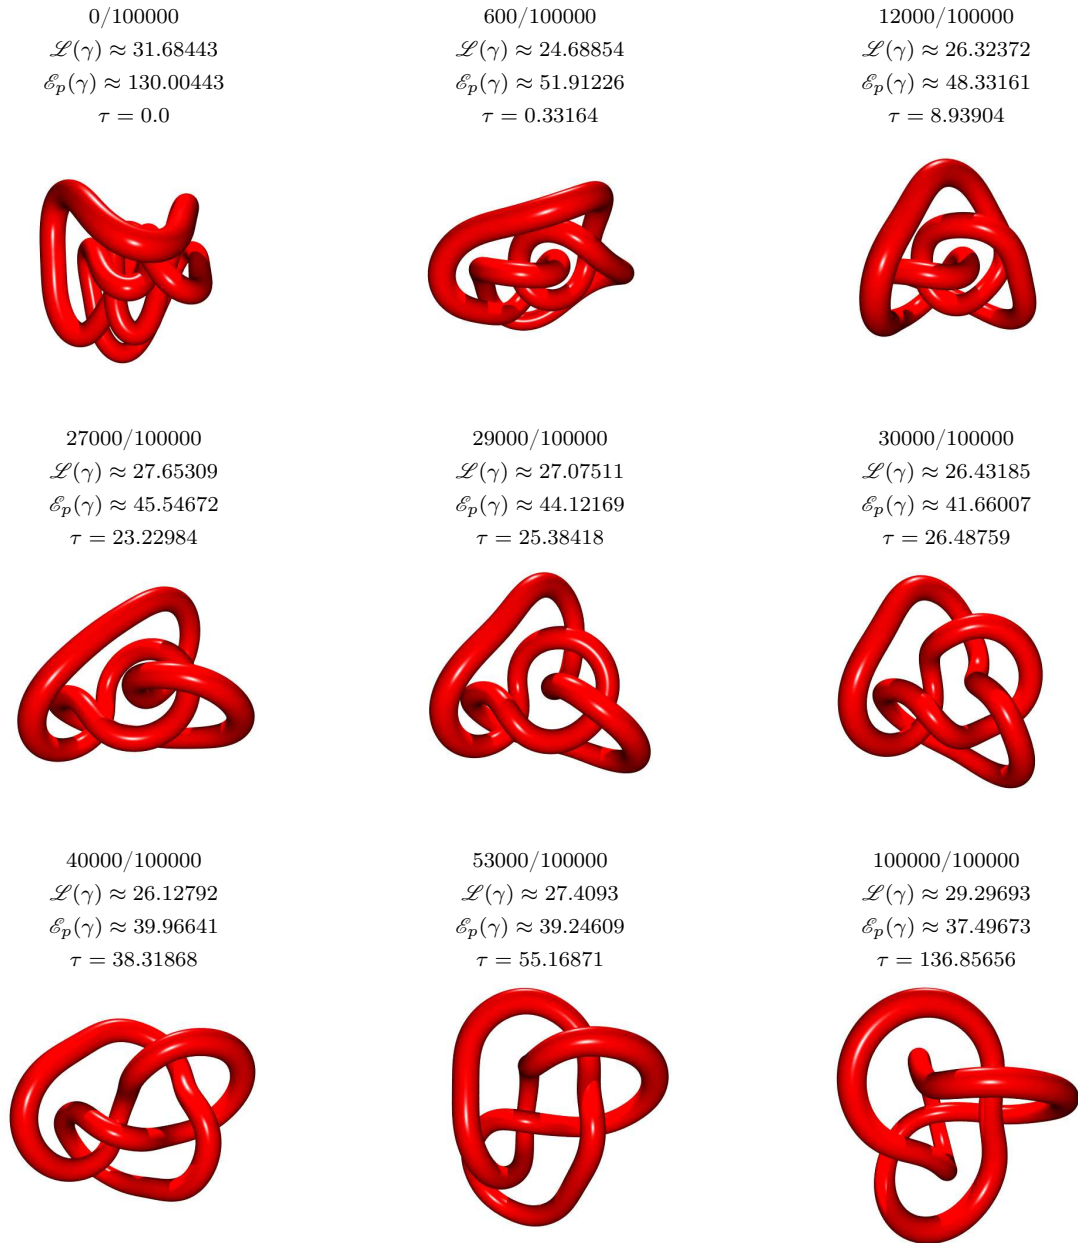 0/100000
ℒ(γ) ≈ 31.68443
ℰₚ(γ) ≈ 130.00443
τ = 0.0
600/100000
ℒ(γ) ≈ 24.68854
ℰₚ(γ) ≈ 51.91226
τ = 0.33164
12000/100000
ℒ(γ) ≈ 26.32372
ℰₚ(γ) ≈ 48.33161
τ = 8.93904
27000/100000
ℒ(γ) ≈ 27.65309
ℰₚ(γ) ≈ 45.54672
τ = 23.22984
29000/100000
ℒ(γ) ≈ 27.07511
ℰₚ(γ) ≈ 44.12169
τ = 25.38418
30000/100000
ℒ(γ) ≈ 26.43185
ℰₚ(γ) ≈ 41.66007
τ = 26.48759
40000/100000
ℒ(γ) ≈ 26.12792
ℰₚ(γ) ≈ 39.96641
τ = 38.31868
53000/100000
ℒ(γ) ≈ 27.4093
ℰₚ(γ) ≈ 39.24609
τ = 55.16871
100000/100000
ℒ(γ) ≈ 29.29693
ℰₚ(γ) ≈ 37.49673
τ = 136.85656